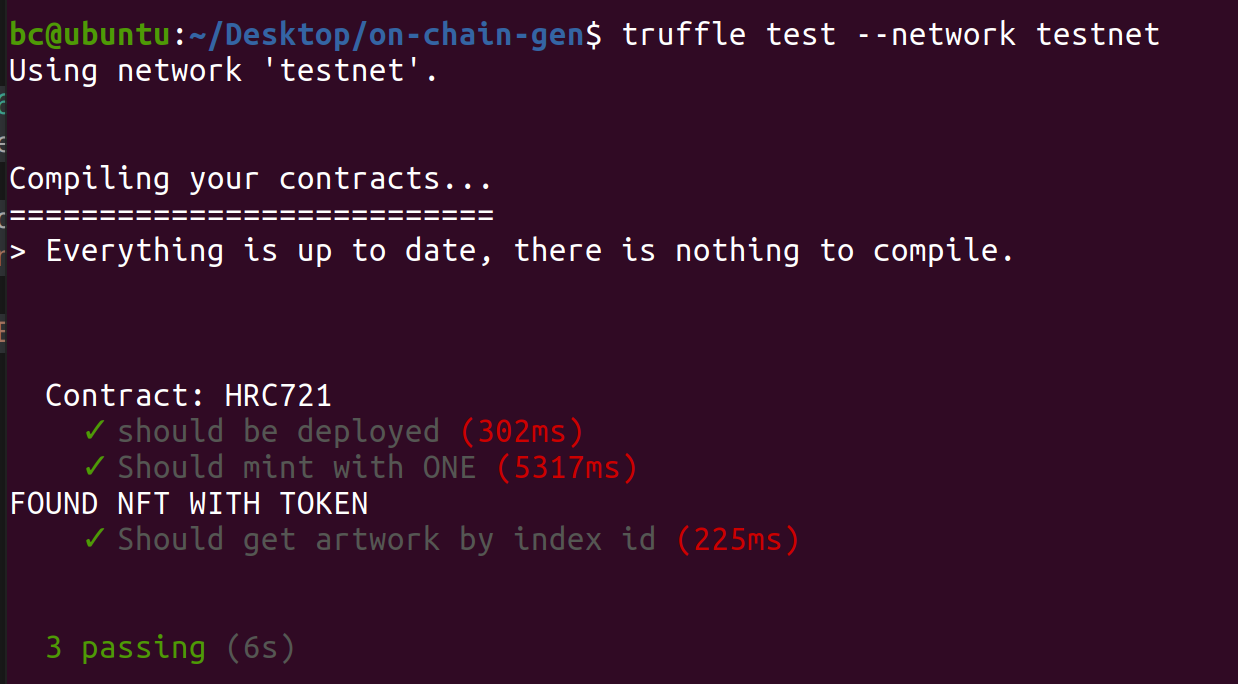 bc@ubuntu:~/Desktop/on-chain-gen$ truffle test --network testnet
Using network 'testnet'.
Compiling your contracts...
===========================
> Everything is up to date, there is nothing to compile.
Contract: HRC721
✓ should be deployed (302ms)
✓ Should mint with ONE (5317ms)
FOUND NFT WITH TOKEN
✓ Should get artwork by index id (225ms)
3 passing (6s)